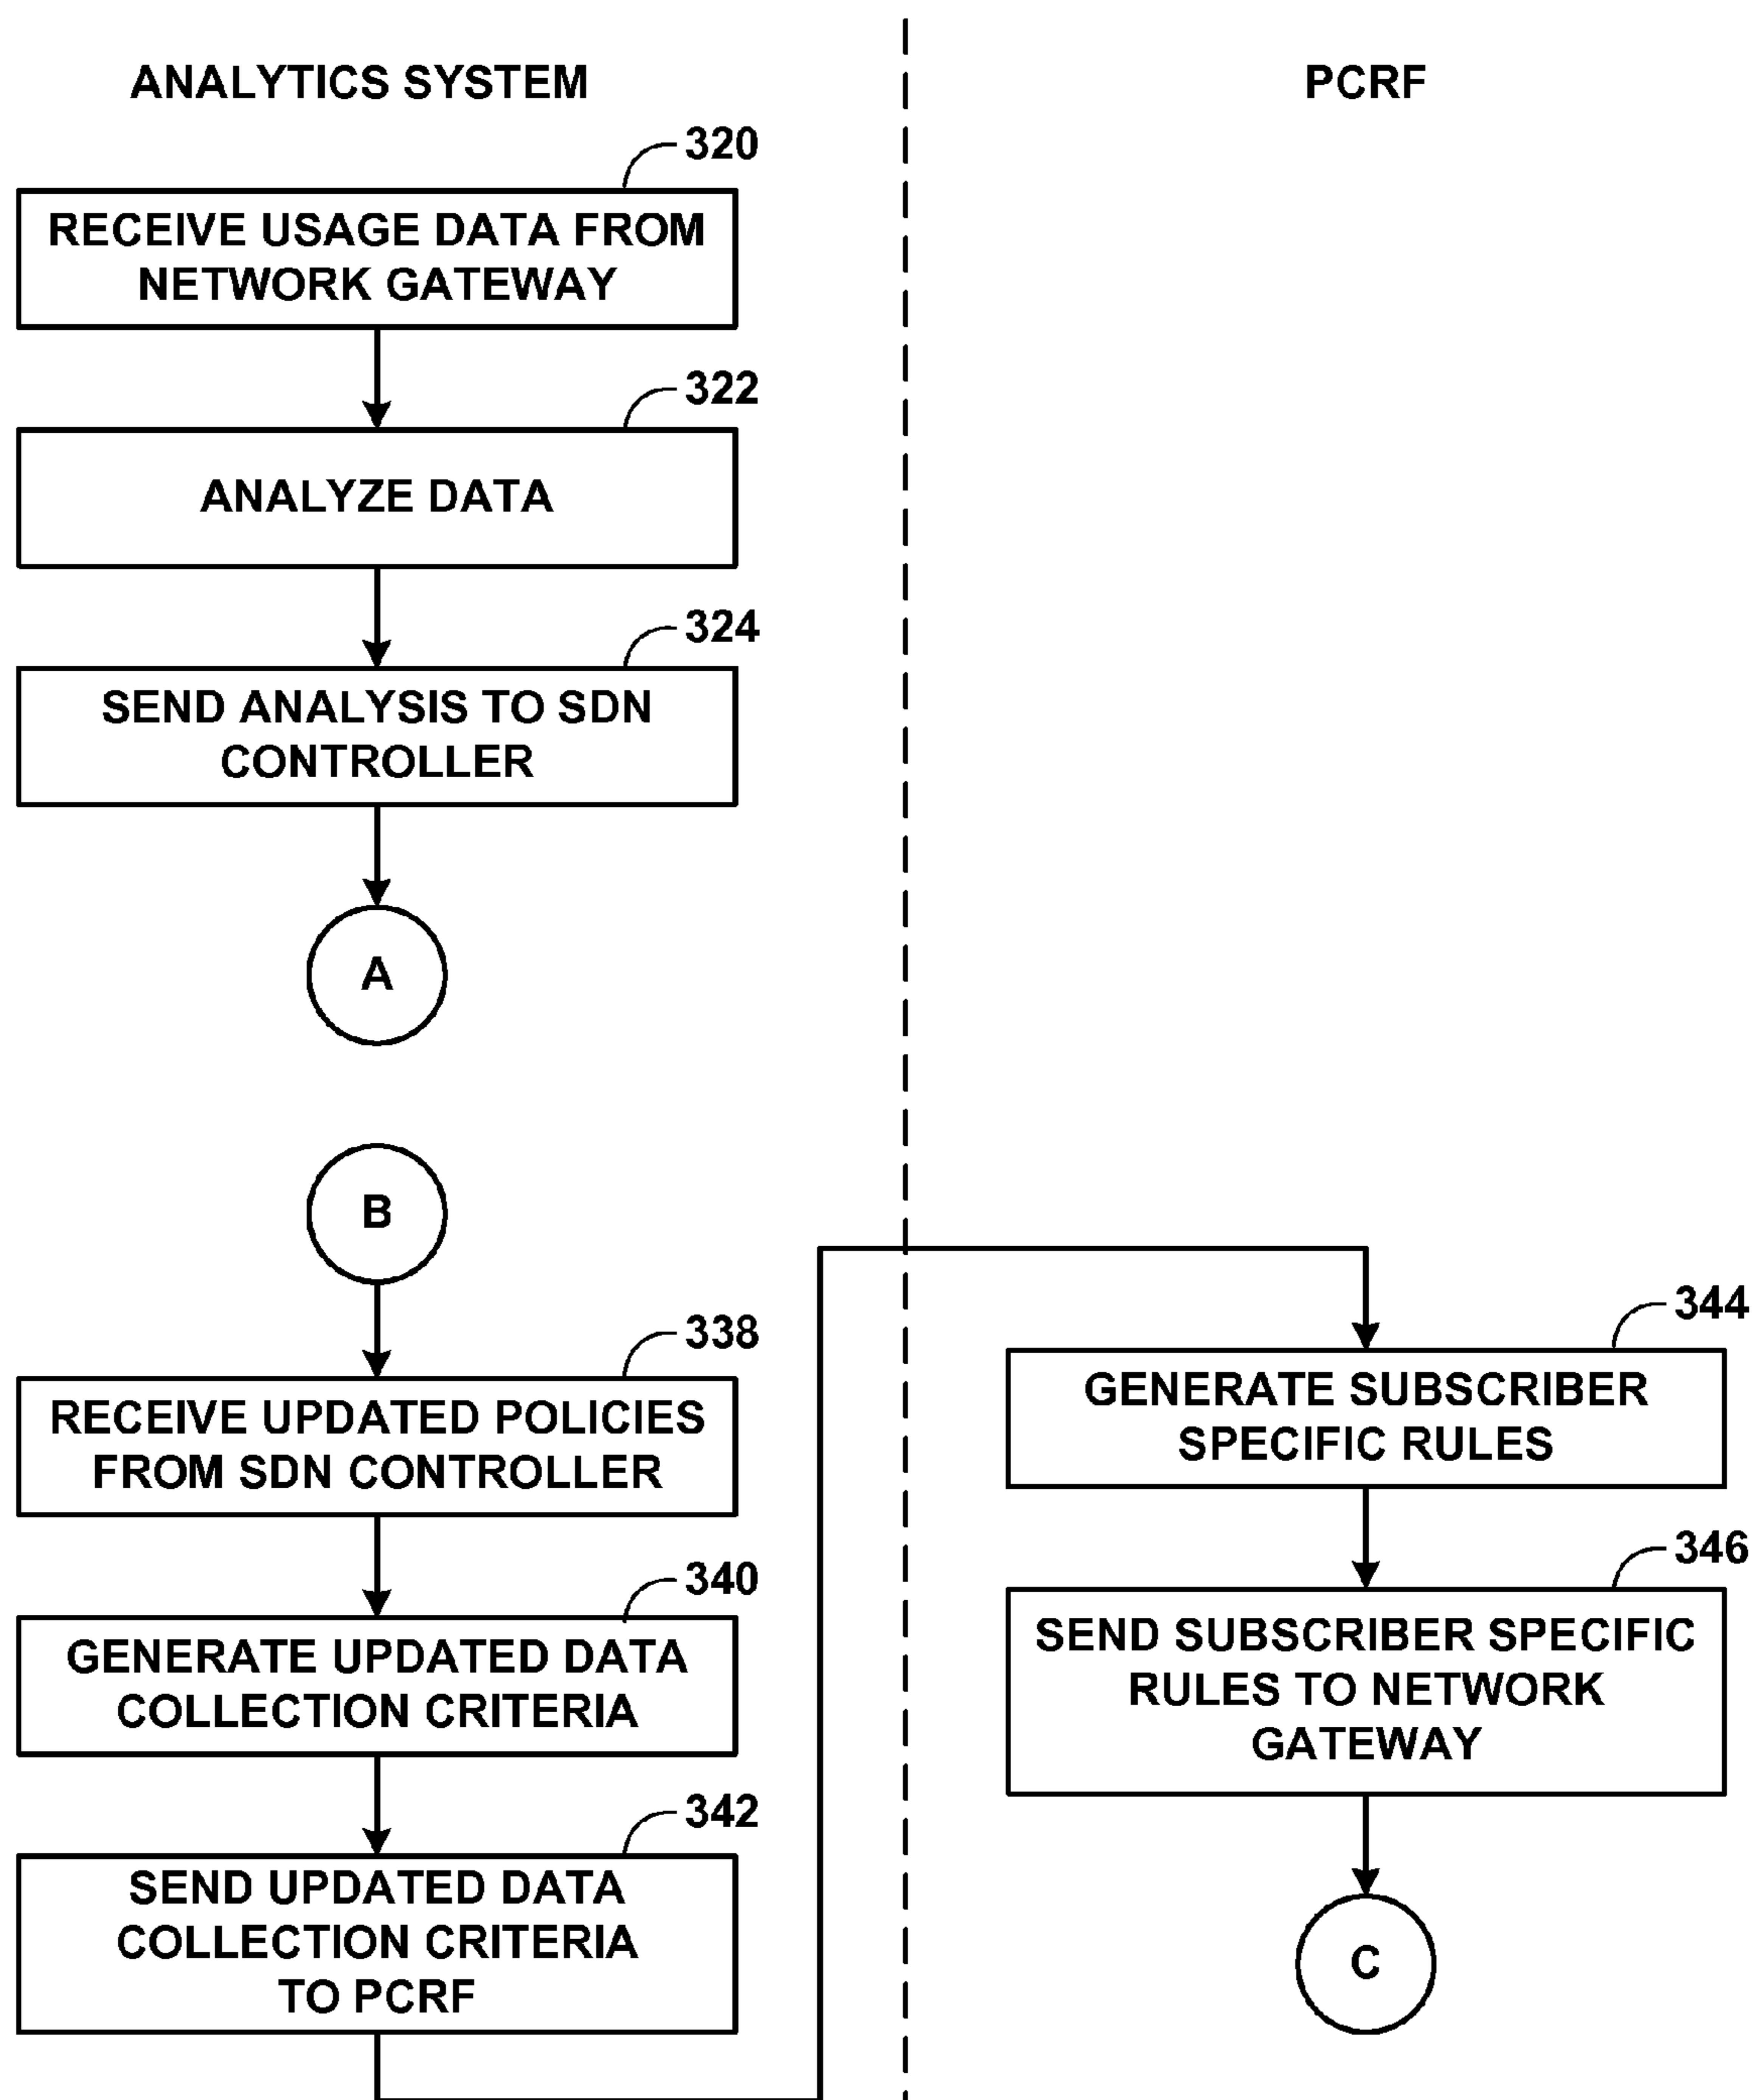 ANALYTICS SYSTEM
320
RECEIVE USAGE DATA FROM
NETWORK GATEWAY
322
ANALYZE DATA
324
SEND ANALYSIS TO SDN
CONTROLLER
A
B
338
RECEIVE UPDATED POLICIES
FROM SDN CONTROLLER
340
GENERATE UPDATED DATA
COLLECTION CRITERIA
342
SEND UPDATED DATA
COLLECTION CRITERIA
TO PCRF
PCRF
344
GENERATE SUBSCRIBER
SPECIFIC RULES
346
SEND SUBSCRIBER SPECIFIC
RULES TO NETWORK
GATEWAY
C